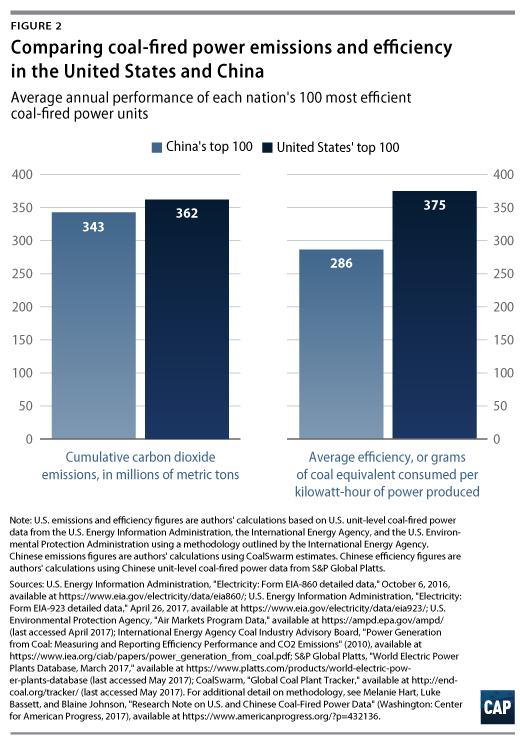 FIGURE 2
Comparing coal-fired power emissions and efficiency
in the United States and China
Average annual performance of each nation's 100 most efficient
coal-fired power units
China's top 100 United States' top 100
400 400
350 350
300 300
250 250
200 200
150 150
100 100
50 50
0 0
343 362 286 375
Cumulative carbon dioxide
emissions, in millions of metric tons
Average efficiency, or grams
of coal equivalent consumed per
kilowatt-hour of power produced
Note: U.S. emissions and efficiency figures are authors' calculations based on U.S. unit-level coal-fired power
data from the U.S. Energy Information Administration, the International Energy Agency, and the U.S. Environ-
mental Protection Administration using a methodology outlined by the International Energy Agency.
Chinese emissions figures are authors' calculations using CoalSwarm estimates. Chinese efficiency figures are
authors' calculations using Chinese unit-level coal-fired power data from S&P Global Platts.
Sources: U.S. Energy Information Administration, "Electricity: Form EIA-860 detailed data," October 6, 2016,
available at https://www.eia.gov/electricity/data/eia860/; U.S. Energy Information Administration, "Electricity:
Form EIA-923 detailed data," April 26, 2017, available at https://www.eia.gov/electricity/data/eia923/; U.S.
Environmental Protection Agency, "Air Markets Program Data," available at https://ampd.epa.gov/ampd/
(last accessed April 2017); International Energy Agency Coal Industry Advisory Board, "Power Generation
from Coal: Measuring and Reporting Efficiency Performance and CO2 Emissions" (2010), available at
https://www.iea.org/ciab/papers/power_generation_from_coal.pdf; S&P Global Platts, "World Electric Power
Plants Database, March 2017," available at https://www.platts.com/products/world-electric-pow-
er-plants-database (last accessed May 2017); CoalSwarm, "Global Coal Plant Tracker," available at http://end-
coal.org/tracker/ (last accessed May 2017). For additional detail on methodology, see Melanie Hart, Luke
Bassett, and Blaine Johnson, "Research Note on U.S. and Chinese Coal-Fired Power Data" (Washington: Center
for American Progress, 2017), available at https://www.americanprogress.org/?p=432136.
CAP